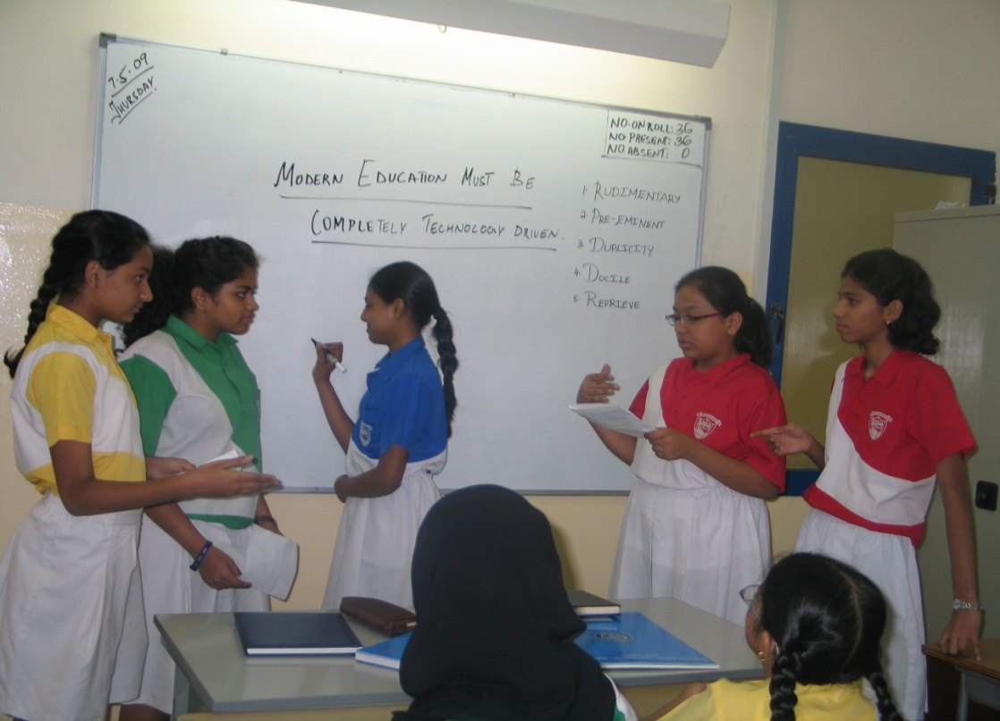 7.5.09
THURSDAY.
NO. ON ROLL: 36
NO PRESENT: 36
NO ABSENT: 0
MODERN EDUCATION MUST BE
COMPLETELY TECHNOLOGY DRIVEN.
1. RUDIMENTARY
2. PRE-EMINENT
3. DUPLICITY
4. DOCILE
5. REPRIEVE